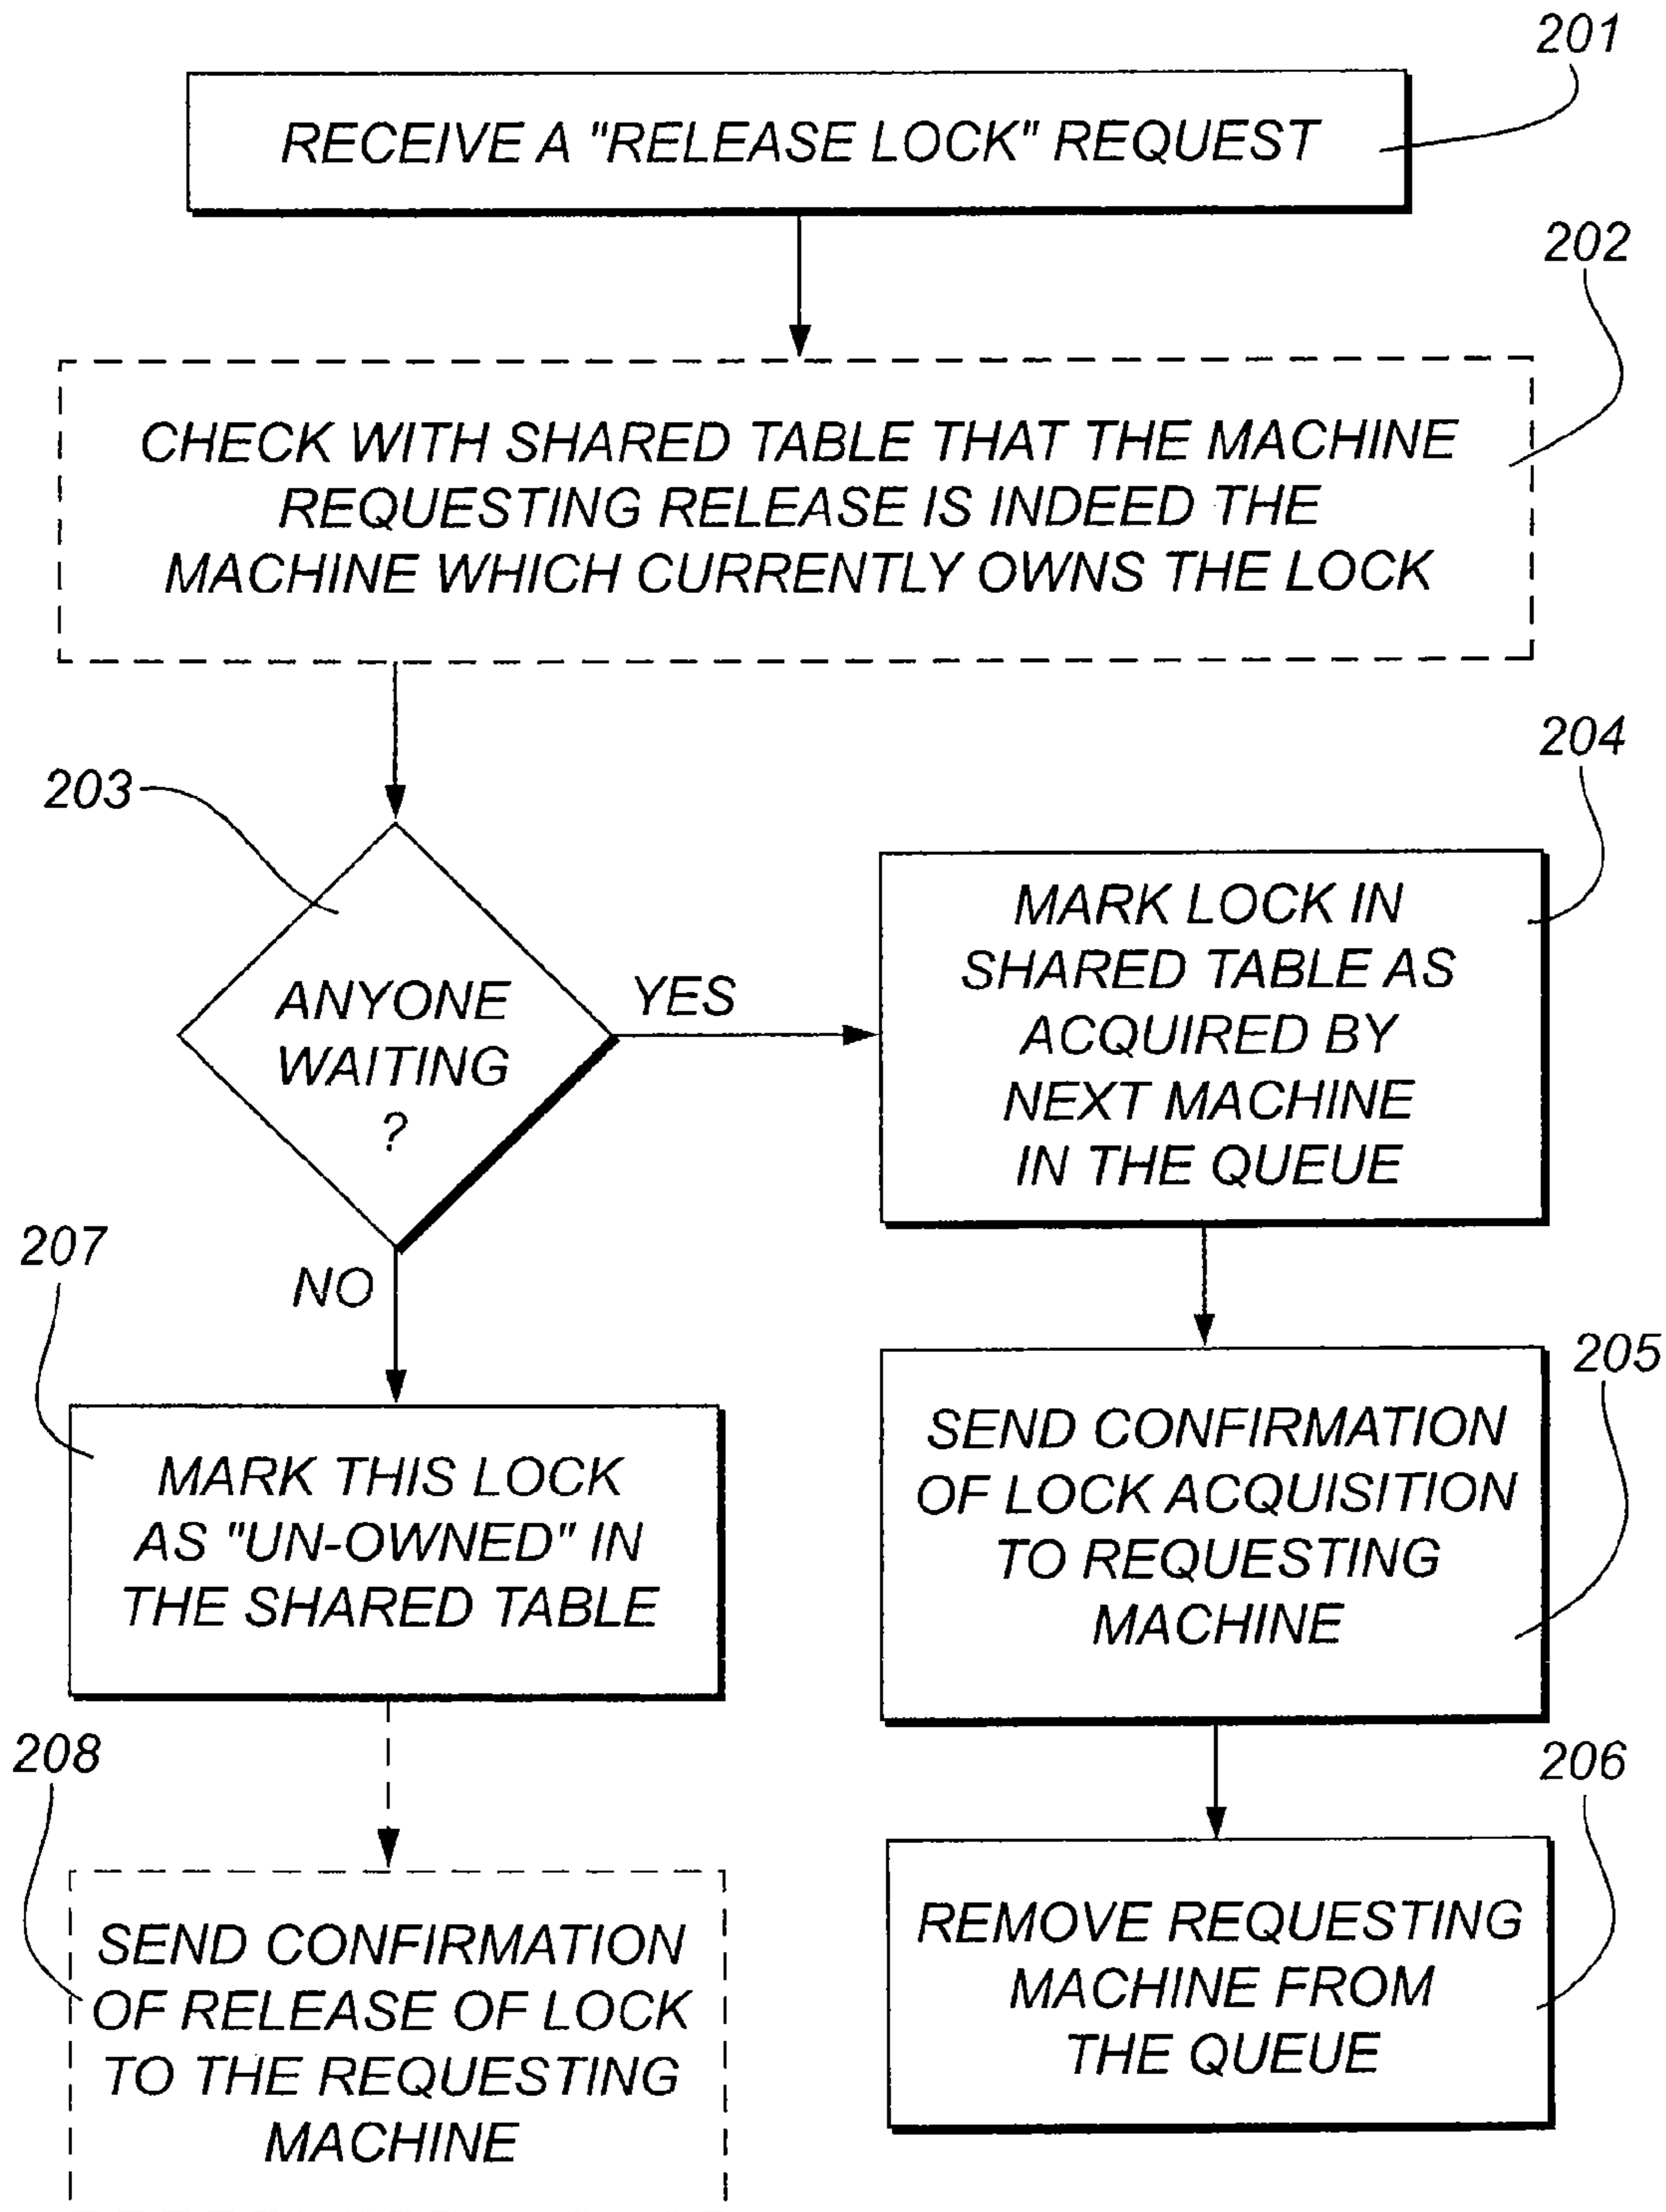 201
RECEIVE A "RELEASE LOCK" REQUEST
202
CHECK WITH SHARED TABLE THAT THE MACHINE
REQUESTING RELEASE IS INDEED THE
MACHINE WHICH CURRENTLY OWNS THE LOCK
203
ANYONE
WAITING
?
YES
204
MARK LOCK IN
SHARED TABLE AS
ACQUIRED BY
NEXT MACHINE
IN THE QUEUE
NO
205
SEND CONFIRMATION
OF LOCK ACQUISITION
TO REQUESTING
MACHINE
206
REMOVE REQUESTING
MACHINE FROM
THE QUEUE
207
MARK THIS LOCK
AS "UN-OWNED" IN
THE SHARED TABLE
208
SEND CONFIRMATION
OF RELEASE OF LOCK
TO THE REQUESTING
MACHINE